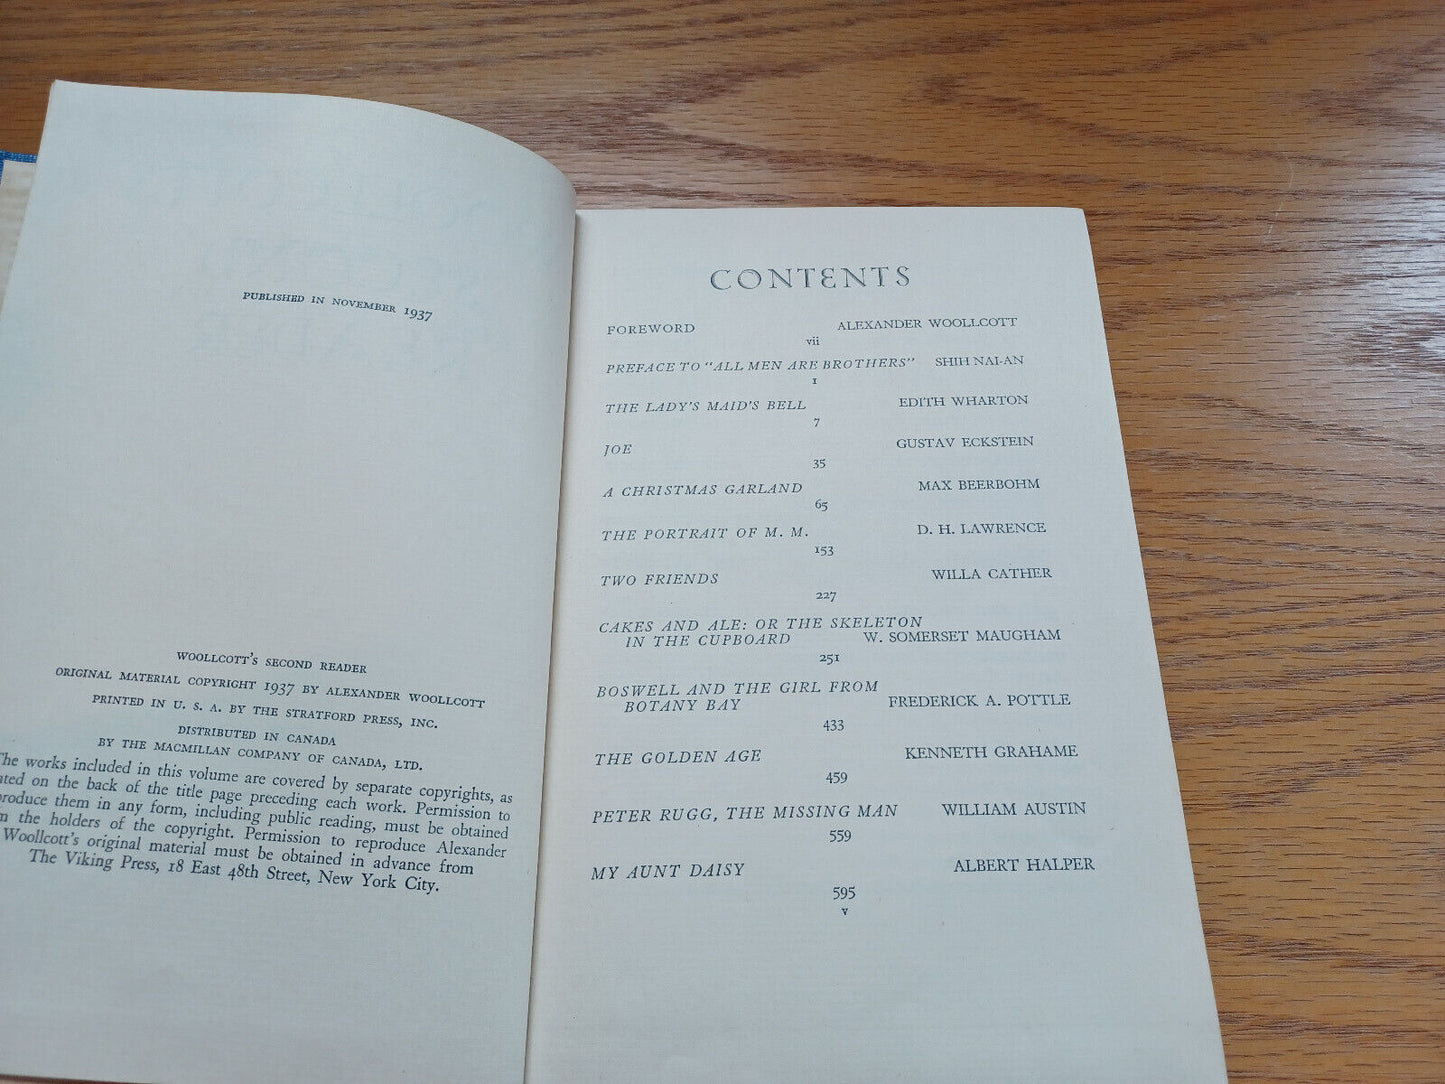 PUBLISHED IN NOVEMBER 1937
WOOLLCOTT'S SECOND READER
ORIGINAL MATERIAL COPYRIGHT 1937 BY ALEXANDER WOOLLCOTT
PRINTED IN U. S. A. BY THE STRATFORD PRESS, INC.
DISTRIBUTED IN CANADA
BY THE MACMILLAN COMPANY OF CANADA, LTD.
The works included in this volume are covered by separate copyrights, as
on the back of the title page preceding each work. Permission to
them in any form, including public reading, must be obtained
the holders of the copyright. Permission to reproduce Alexander
Woollcott's original material must be obtained in advance from
The Viking Press, 18 East 48th Street, New York City.
CONTENTS
FOREWORD ALEXANDER WOOLLCOTT
vii
PREFACE TO "ALL MEN ARE BROTHERS" SHIH NAI-AN
1
THE LADY'S MAID'S BELL EDITH WHARTON
7
JOE GUSTAV ECKSTEIN
35
A CHRISTMAS GARLAND MAX BEERBOHM
65
THE PORTRAIT OF M. M. D. H. LAWRENCE
153
TWO FRIENDS WILLA CATHER
227
CAKES AND ALE: OR THE SKELETON
IN THE CUPBOARD W. SOMERSET MAUGHAM
251
BOSWELL AND THE GIRL FROM
BOTANY BAY FREDERICK A. POTTLE
433
THE GOLDEN AGE KENNETH GRAHAME
459
PETER RUGG, THE MISSING MAN WILLIAM AUSTIN
559
MY AUNT DAISY ALBERT HALPER
595
v